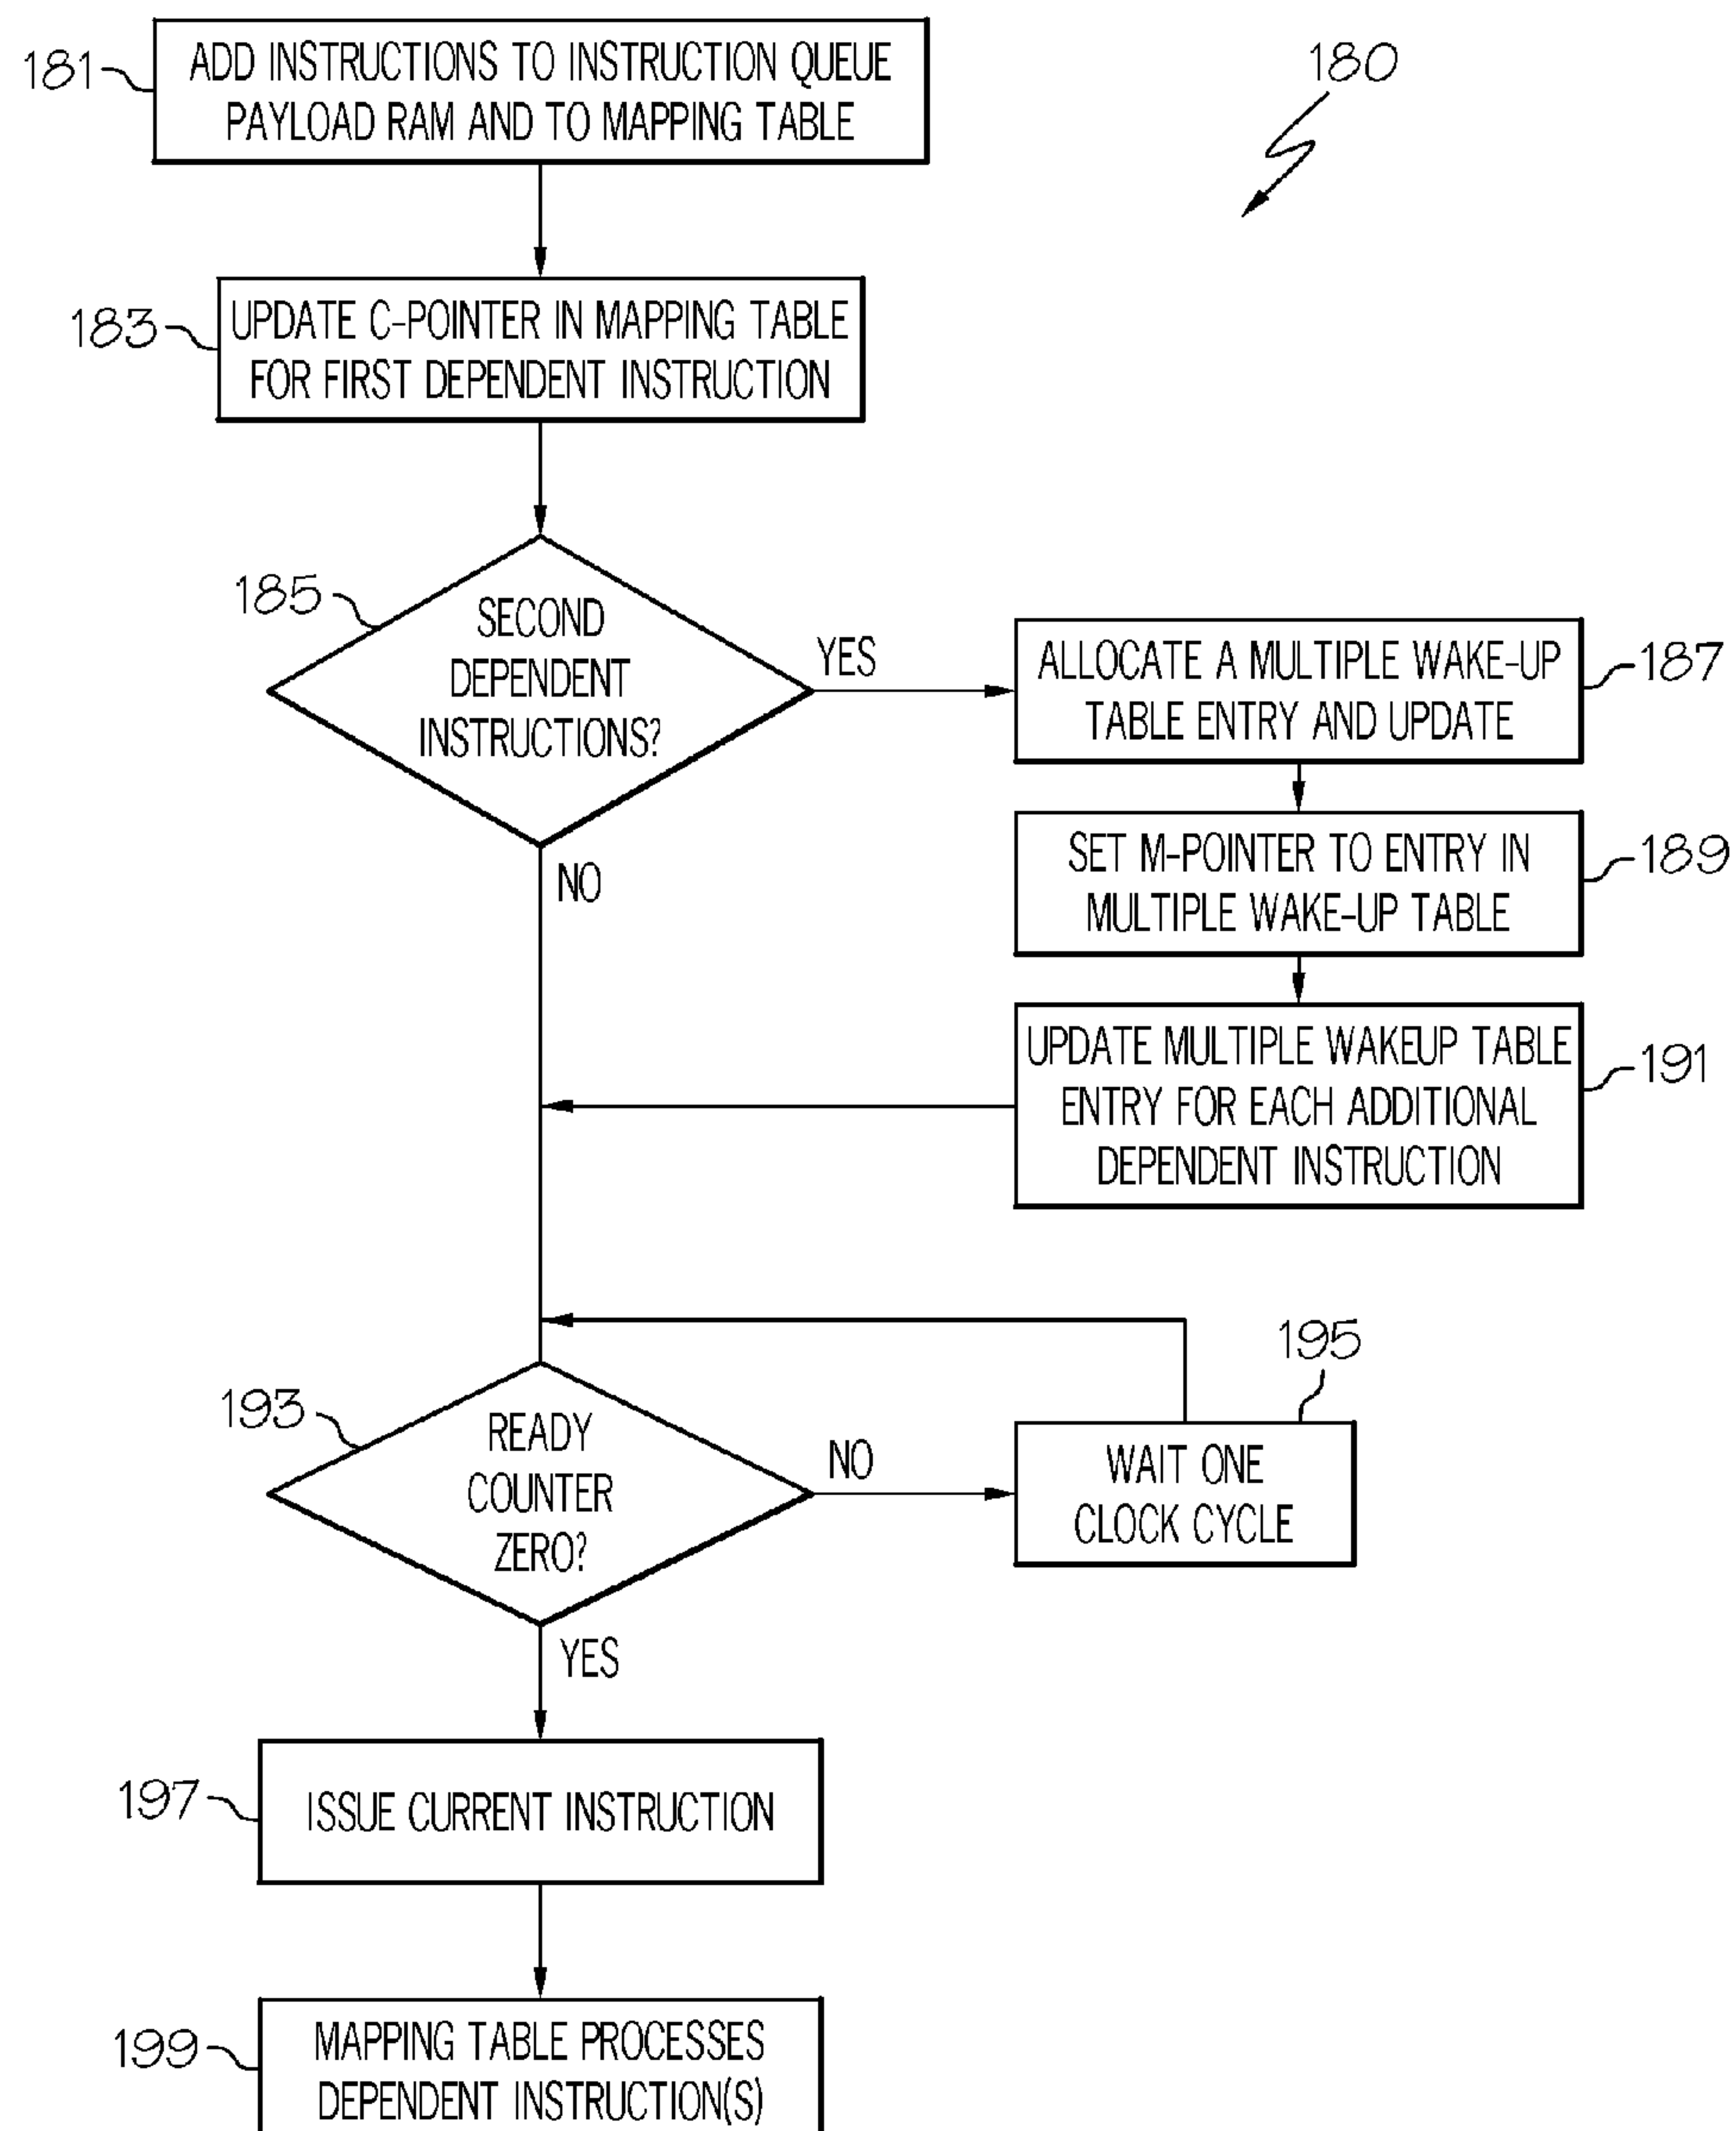 181
ADD INSTRUCTIONS TO INSTRUCTION QUEUE
PAYLOAD RAM AND TO MAPPING TABLE
180
183
UPDATE C-POINTER IN MAPPING TABLE
FOR FIRST DEPENDENT INSTRUCTION
185
SECOND
DEPENDENT
INSTRUCTIONS?
YES
NO
ALLOCATE A MULTIPLE WAKE-UP
TABLE ENTRY AND UPDATE
187
SET M-POINTER TO ENTRY IN
MULTIPLE WAKE-UP TABLE
189
UPDATE MULTIPLE WAKEUP TABLE
ENTRY FOR EACH ADDITIONAL
DEPENDENT INSTRUCTION
191
193
READY
COUNTER
ZERO?
NO
195
WAIT ONE
CLOCK CYCLE
YES
197
ISSUE CURRENT INSTRUCTION
199
MAPPING TABLE PROCESSES
DEPENDENT INSTRUCTION(S)